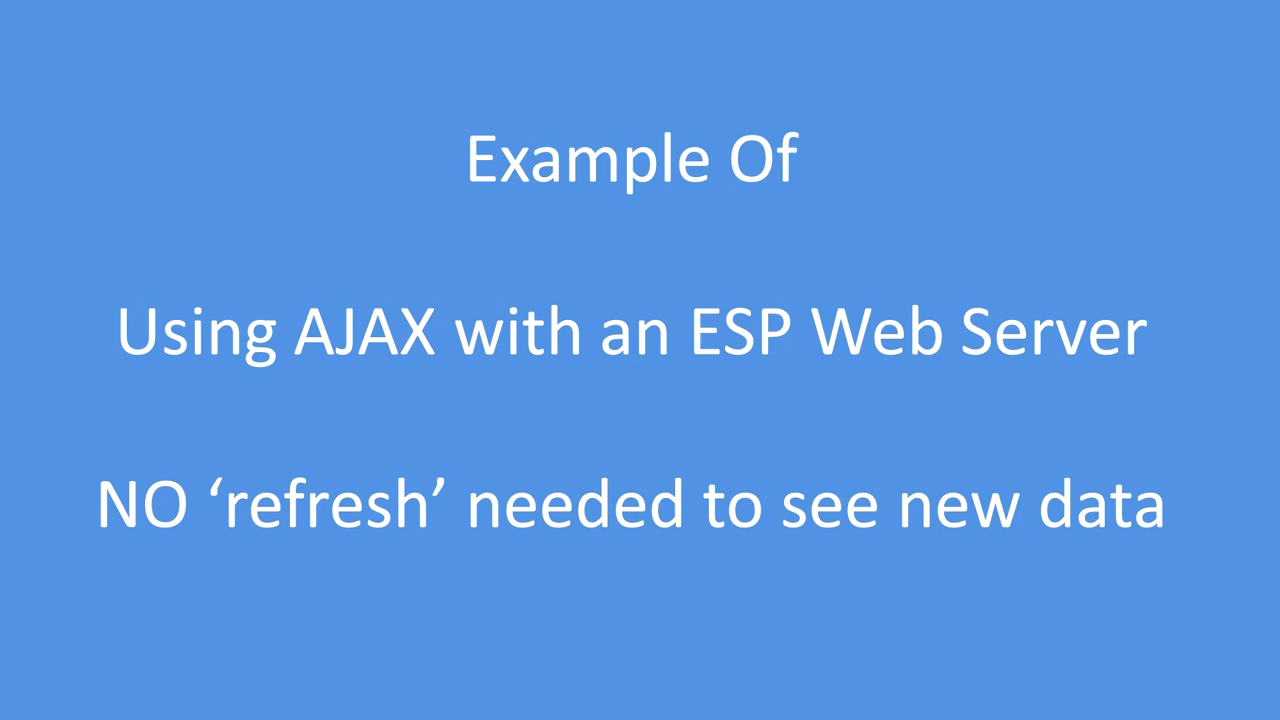 Example Of
Using AJAX with an ESP Web Server
NO ‘refresh’ needed to see new data